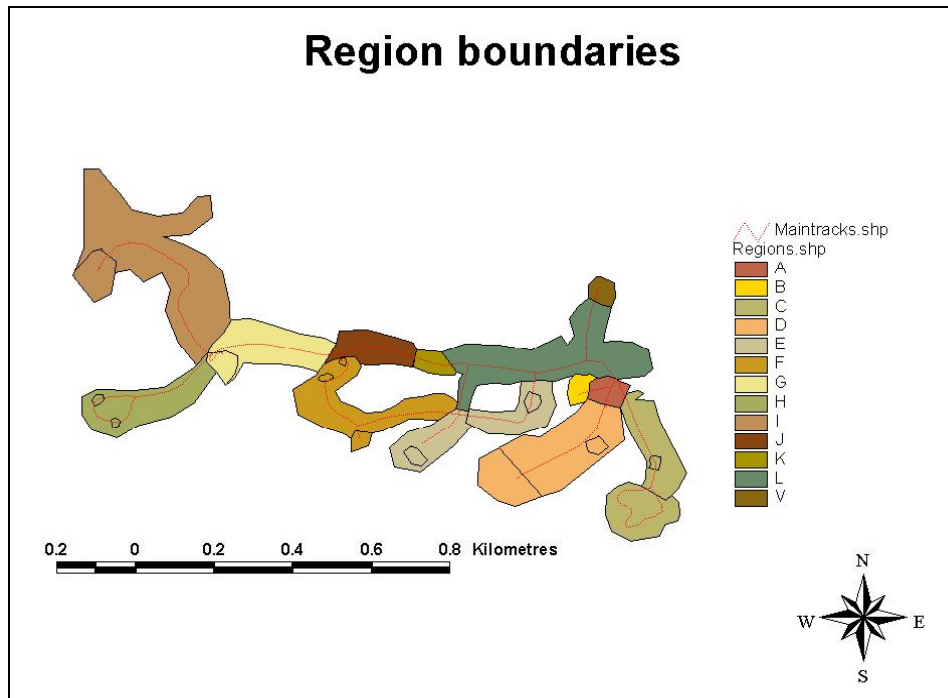 Region boundaries
Maintracks.shp
Regions.shp
A
B
C
D
E
F
G
H
I
J
K
L
V
0.2 0 0.2 0.4 0.6 0.8 Kilometres
N
W E
S